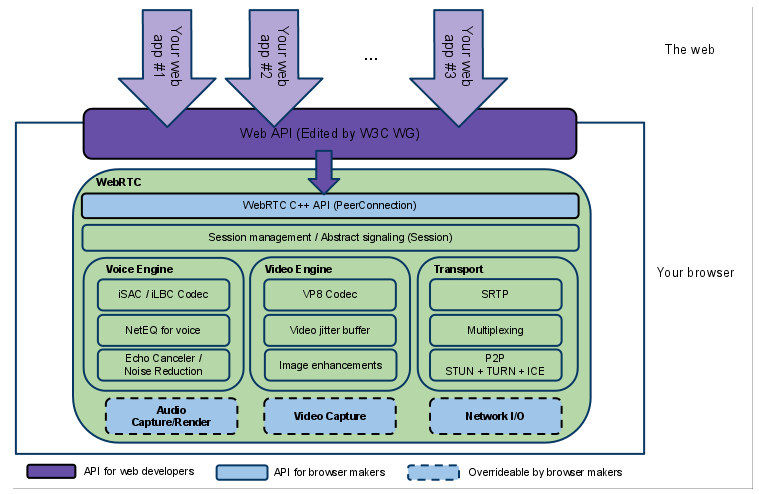 Your web
app #1
Your web
app #2
...
Your web
app #3
The web
Web API (Edited by W3C WG)
WebRTC
WebRTC C++ API (PeerConnection)
Session management / Abstract signaling (Session)
Your browser
Voice Engine
iSAC / iLBC Codec
NetEQ for voice
Echo Canceler /
Noise Reduction
Video Engine
VP8 Codec
Video jitter buffer
Image enhancements
Transport
SRTP
Multiplexing
P2P
STUN + TURN + ICE
Audio
Capture/Render
Video Capture
Network I/O
API for web developers
API for browser makers
Overrideable by browser makers